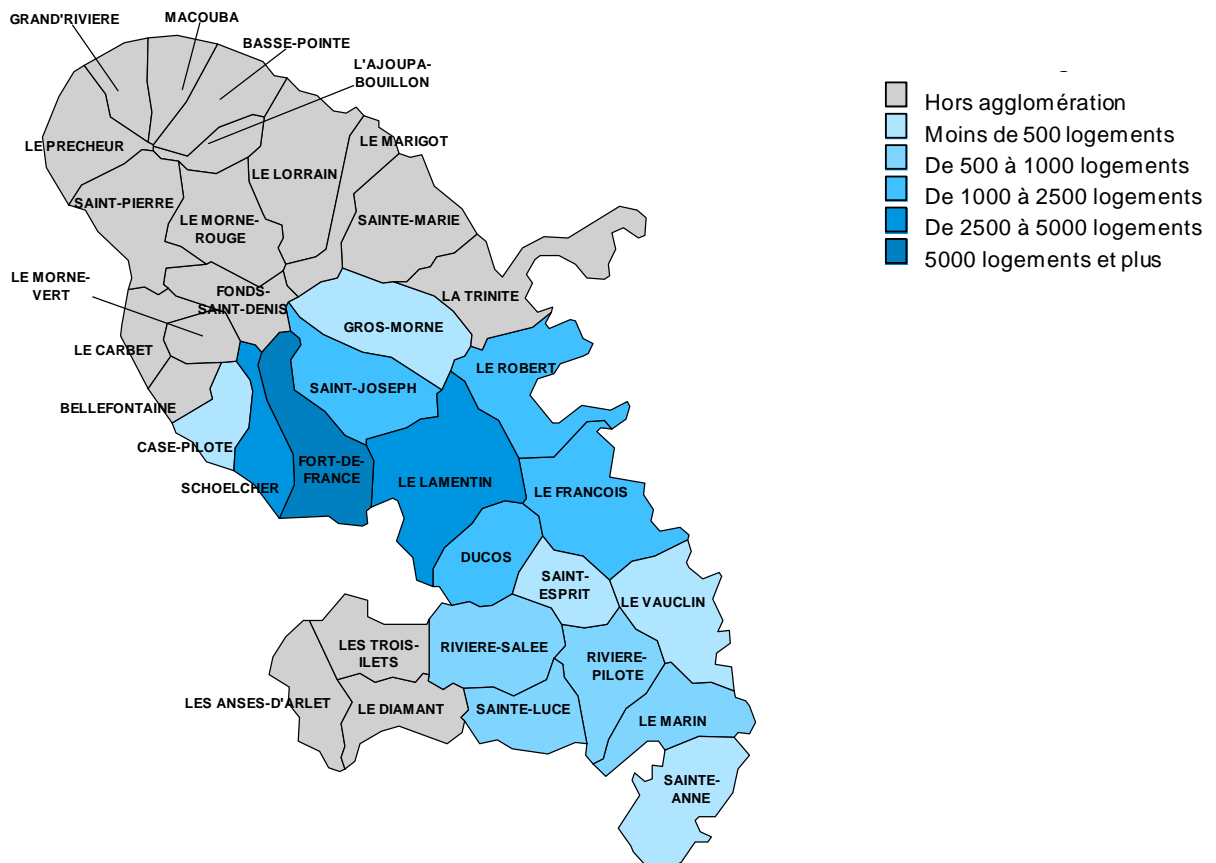 GRAND'RIVIERE
MACOUBA
BASSE-POINTE
L'AJOUPA-
BOUILLON
LE PRECHEUR
LE MARIGOT
LE LORRAIN
SAINT-PIERRE
LE MORNE-
ROUGE
SAINTE-MARIE
LE MORNE-
VERT
FONDS-
SAINT-DENIS
LA TRINITE
GROS-MORNE
LE CARBET
LE ROBERT
SAINT-JOSEPH
BELLEFONTAINE
CASE-PILOTE
FORT-DE-
FRANCE
SCHOELCHER
LE LAMENTIN
LE FRANCOIS
DUCOS
SAINT-
ESPRIT
LE VAUCLIN
LES TROIS-
ILETS
RIVIERE-SALEE
RIVIERE-
PILOTE
LES ANSES-D'ARLET
LE DIAMANT
SAINTE-LUCE
LE MARIN
SAINTE-
ANNE
Hors agglomération
Moins de 500 logements
De 500 à 1000 logements
De 1000 à 2500 logements
De 2500 à 5000 logements
5000 logements et plus